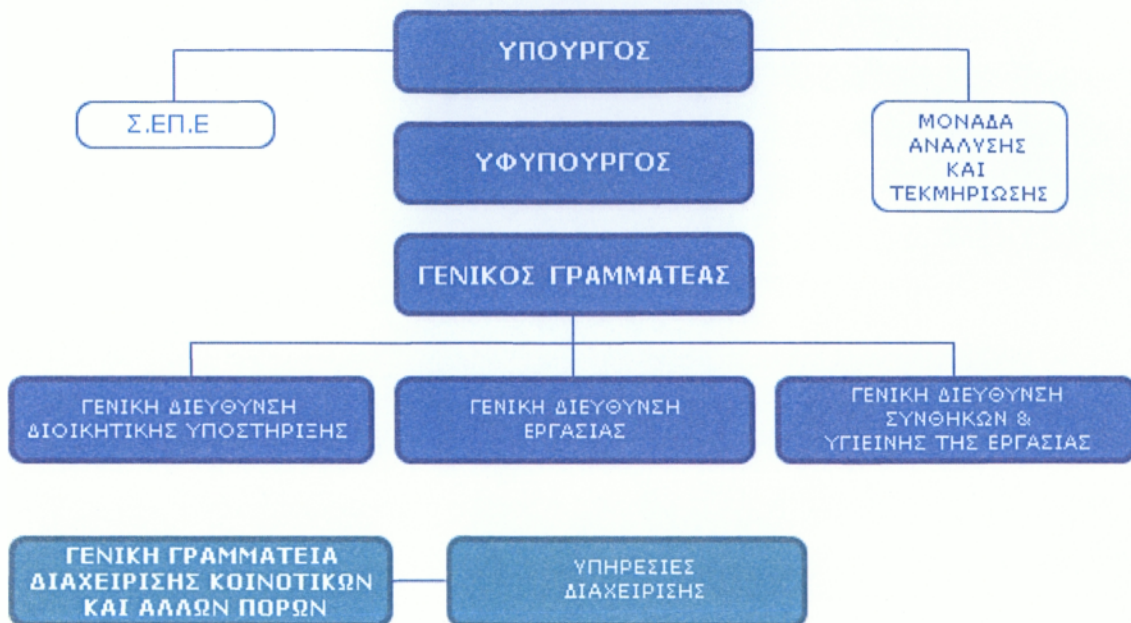 ΥΠΟΥΡΓΟΣ
Σ.ΕΠ.Ε
ΜΟΝΑΔΑ
ΑΝΑΛΥΣΗΣ
ΚΑΙ
ΤΕΚΜΗΡΙΩΣΗΣ
ΥΦΥΠΟΥΡΓΟΣ
ΓΕΝΙΚΟΣ ΓΡΑΜΜΑΤΕΑΣ
ΓΕΝΙΚΗ ΔΙΕΥΘΥΝΣΗ
ΔΙΟΙΚΗΤΙΚΗΣ ΥΠΟΣΤΗΡΙΞΗΣ
ΓΕΝΙΚΗ ΔΙΕΥΘΥΝΣΗ
ΕΡΓΑΣΙΑΣ
ΓΕΝΙΚΗ ΔΙΕΥΘΥΝΣΗ
ΣΥΝΘΗΚΩΝ &
ΥΓΙΕΙΝΗΣ ΤΗΣ ΕΡΓΑΣΙΑΣ
ΓΕΝΙΚΗ ΓΡΑΜΜΑΤΕΙΑ
ΔΙΑΧΕΙΡΙΣΗΣ ΚΟΙΝΟΤΙΚΩΝ
ΚΑΙ ΑΛΛΩΝ ΠΟΡΩΝ
ΥΠΗΡΕΣΙΕΣ
ΔΙΑΧΕΙΡΙΣΗΣ